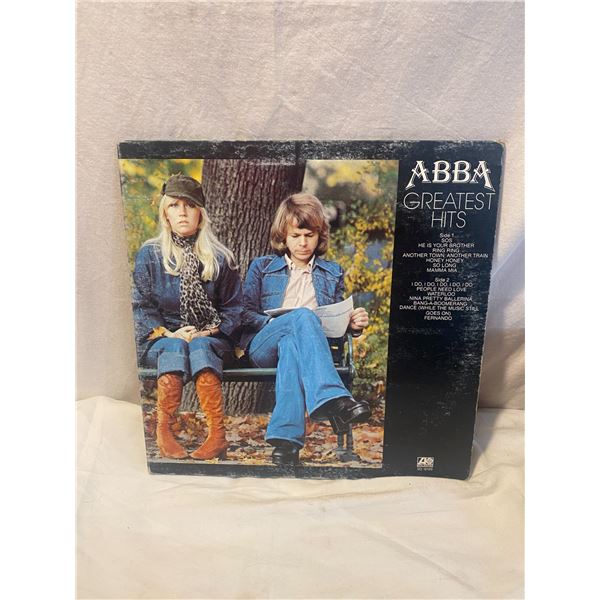 ABBA
GREATEST
HITS
Side 1
SOS
HE IS YOUR BROTHER
RING RING
ANOTHER TOWN, ANOTHER TRAIN
HONEY HONEY
SO LONG
MAMMA MIA
Side 2
I DO, I DO, I DO, I DO, I DO
PEOPLE NEED LOVE
WATERLOO
NINA PRETTY BALLERINA
BANG-A-BOOMERANG
DANCE (WHILE THE MUSIC STILL
GOES ON)
FERNANDO